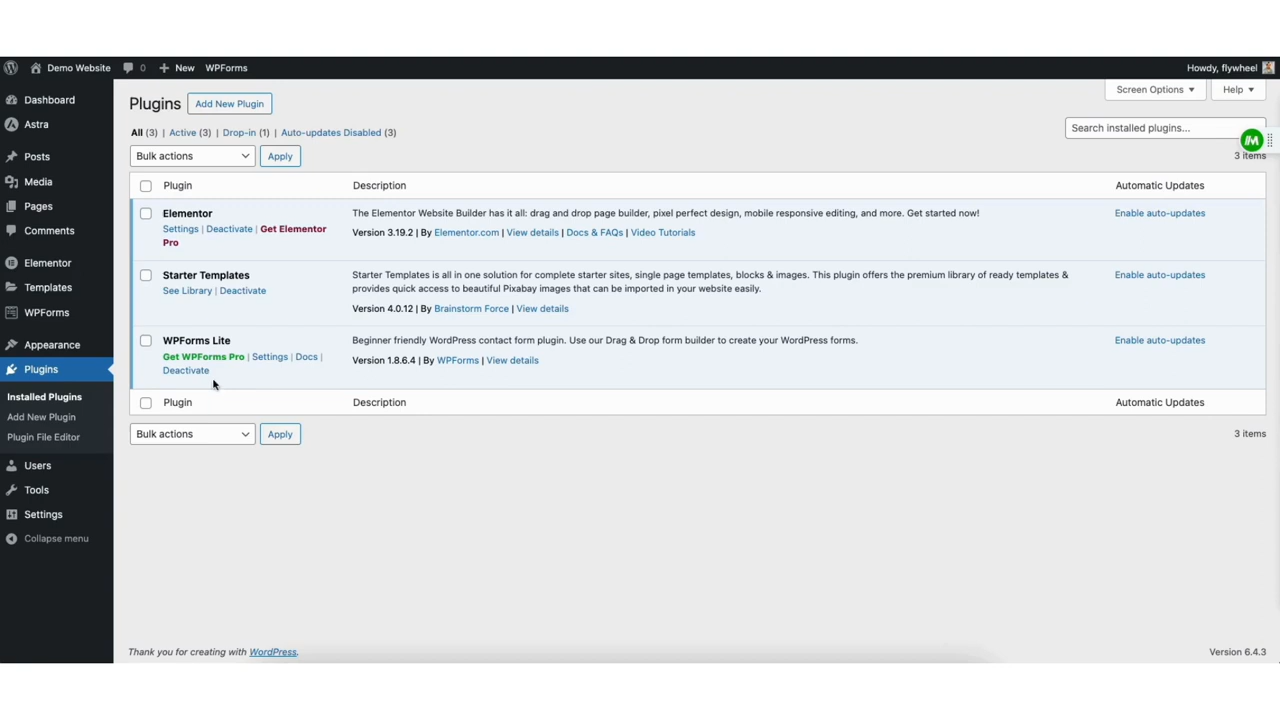 Demo Website 0 New WPForms Howdy, flywheel
Dashboard
Astra
Posts
Media
Pages
Comments
Elementor
Templates
WPForms
Appearance
Plugins
Installed Plugins
Add New Plugin
Plugin File Editor
Users
Tools
Settings
Collapse menu
Screen Options Help
Plugins Add New Plugin
All (3) | Active (3) | Drop-in (1) | Auto-updates Disabled (3)
Search installed plugins...
Bulk actions Apply
3 items
Plugin Description Automatic Updates
Elementor
Settings | Deactivate | Get Elementor
Pro
The Elementor Website Builder has it all: drag and drop page builder, pixel perfect design, mobile responsive editing, and more. Get started now!
Version 3.19.2 | By Elementor.com | View details | Docs & FAQs | Video Tutorials
Enable auto-updates
Starter Templates
See Library | Deactivate
Starter Templates is all in one solution for complete starter sites, single page templates, blocks & images. This plugin offers the premium library of ready templates &
provides quick access to beautiful Pixabay images that can be imported in your website easily.
Version 4.0.12 | By Brainstorm Force | View details
Enable auto-updates
WPForms Lite
Get WPForms Pro | Settings | Docs |
Deactivate
Beginner friendly WordPress contact form plugin. Use our Drag & Drop form builder to create your WordPress forms.
Version 1.8.6.4 | By WPForms | View details
Enable auto-updates
Plugin Description Automatic Updates
Bulk actions Apply
3 items
Thank you for creating with WordPress. Version 6.4.3